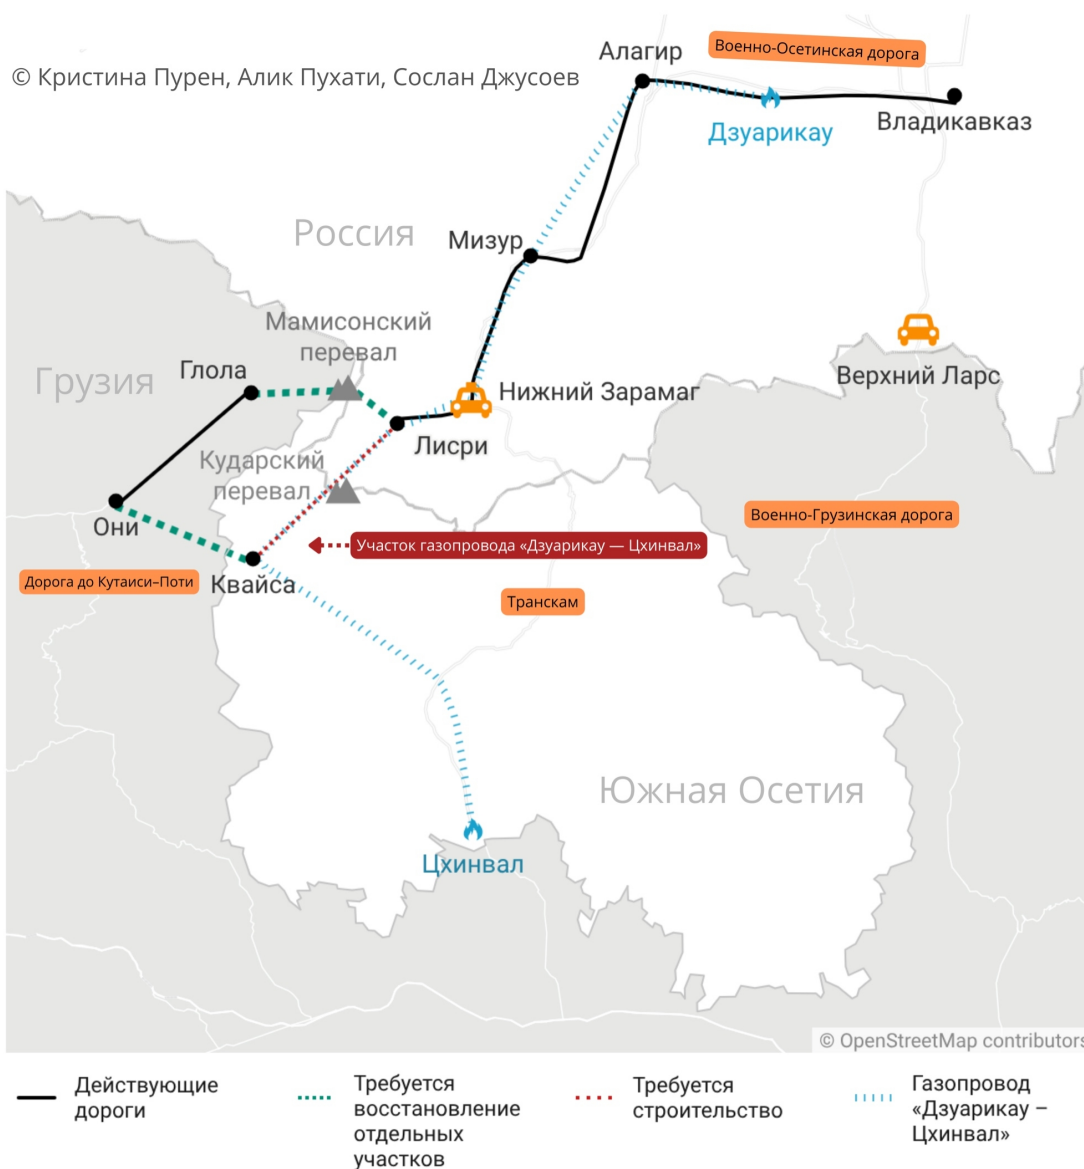 Военно-Осетинская дорога
Алагир
© Кристина Пурен, Алик Пухати, Сослан Джусоев
Дзуарикау
Владикавказ
Россия
Мизур
Мамисонский
перевал
Глола
Грузия
Нижний Зарамаг
Верхний Ларс
Лисри
Кударский
перевал
Они
Военно-Грузинская дорога
Участок газопровода «Дзуарикау — Цхинвал»
Дорога до Кутаиси–Поти
Квайса
Транскам
Южная Осетия
Цхинвал
© OpenStreetMap contributors
Действующие
дороги
Требуется
восстановление
отдельных
участков
Требуется
строительство
Газопровод
«Дзуарикау –
Цхинвал»